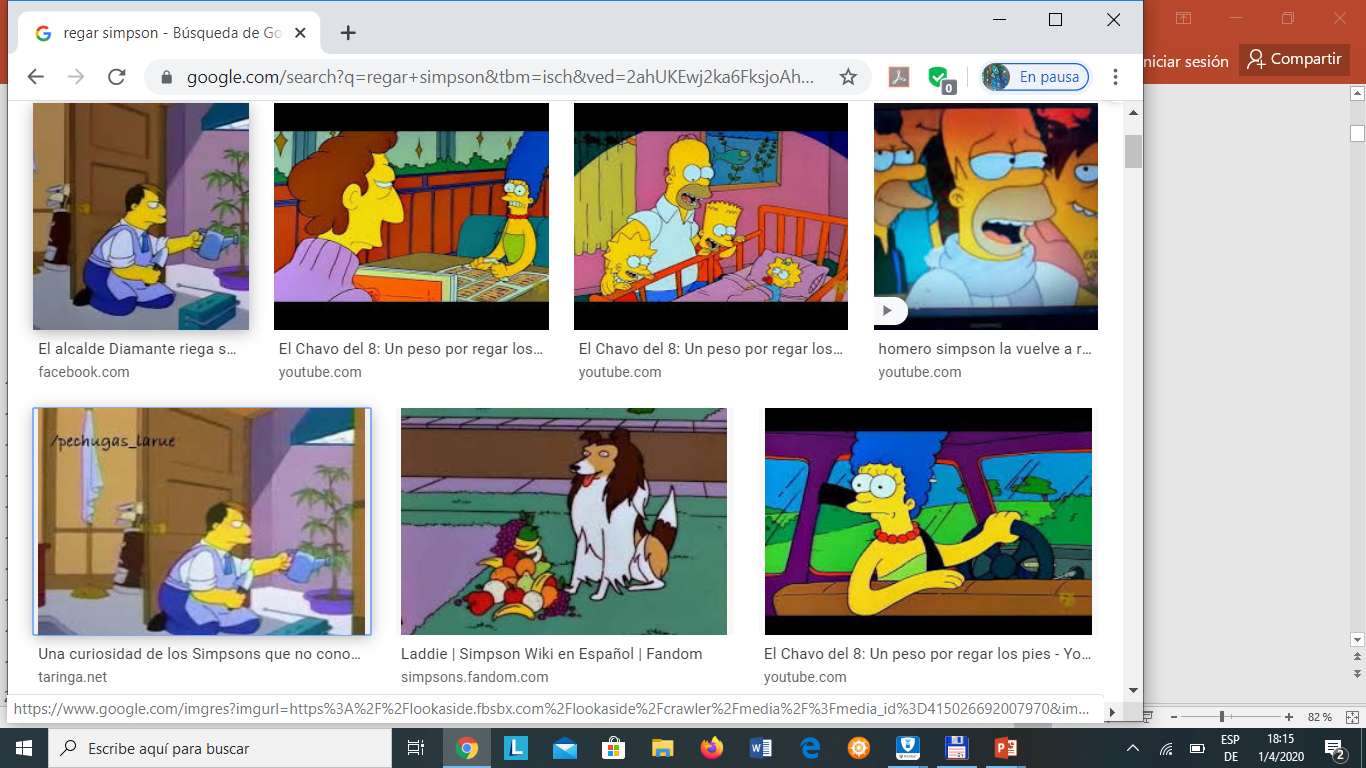 regar simpson - Búsqueda de Go
google.com/search?q=regar+simpson&tbm=isch&ved=2ahUKEwj2ka6FksjoAh...
0
En pausa
niciar sesión
Compartir
El alcalde Diamante riega s...
facebook.com
El Chavo del 8: Un peso por regar los...
youtube.com
El Chavo del 8: Un peso por regar los...
youtube.com
homero simpson la vuelve a r...
youtube.com
/pechugas_larue
Una curiosidad de los Simpsons que no cono...
taringa.net
Laddie | Simpson Wiki en Español | Fandom
simpsons.fandom.com
El Chavo del 8: Un peso por regar los pies - Yo...
youtube.com
https://www.google.com/imgres?imgurl=https%3A%2F%2Flookaside.fbsbx.com%2Flookaside%2Fcrawler%2Fmedia%2F%3Fmedia_id%3D415026692007970&im...
82 %
Escribe aquí para buscar
ESP
DE
18:15
1/4/2020
2